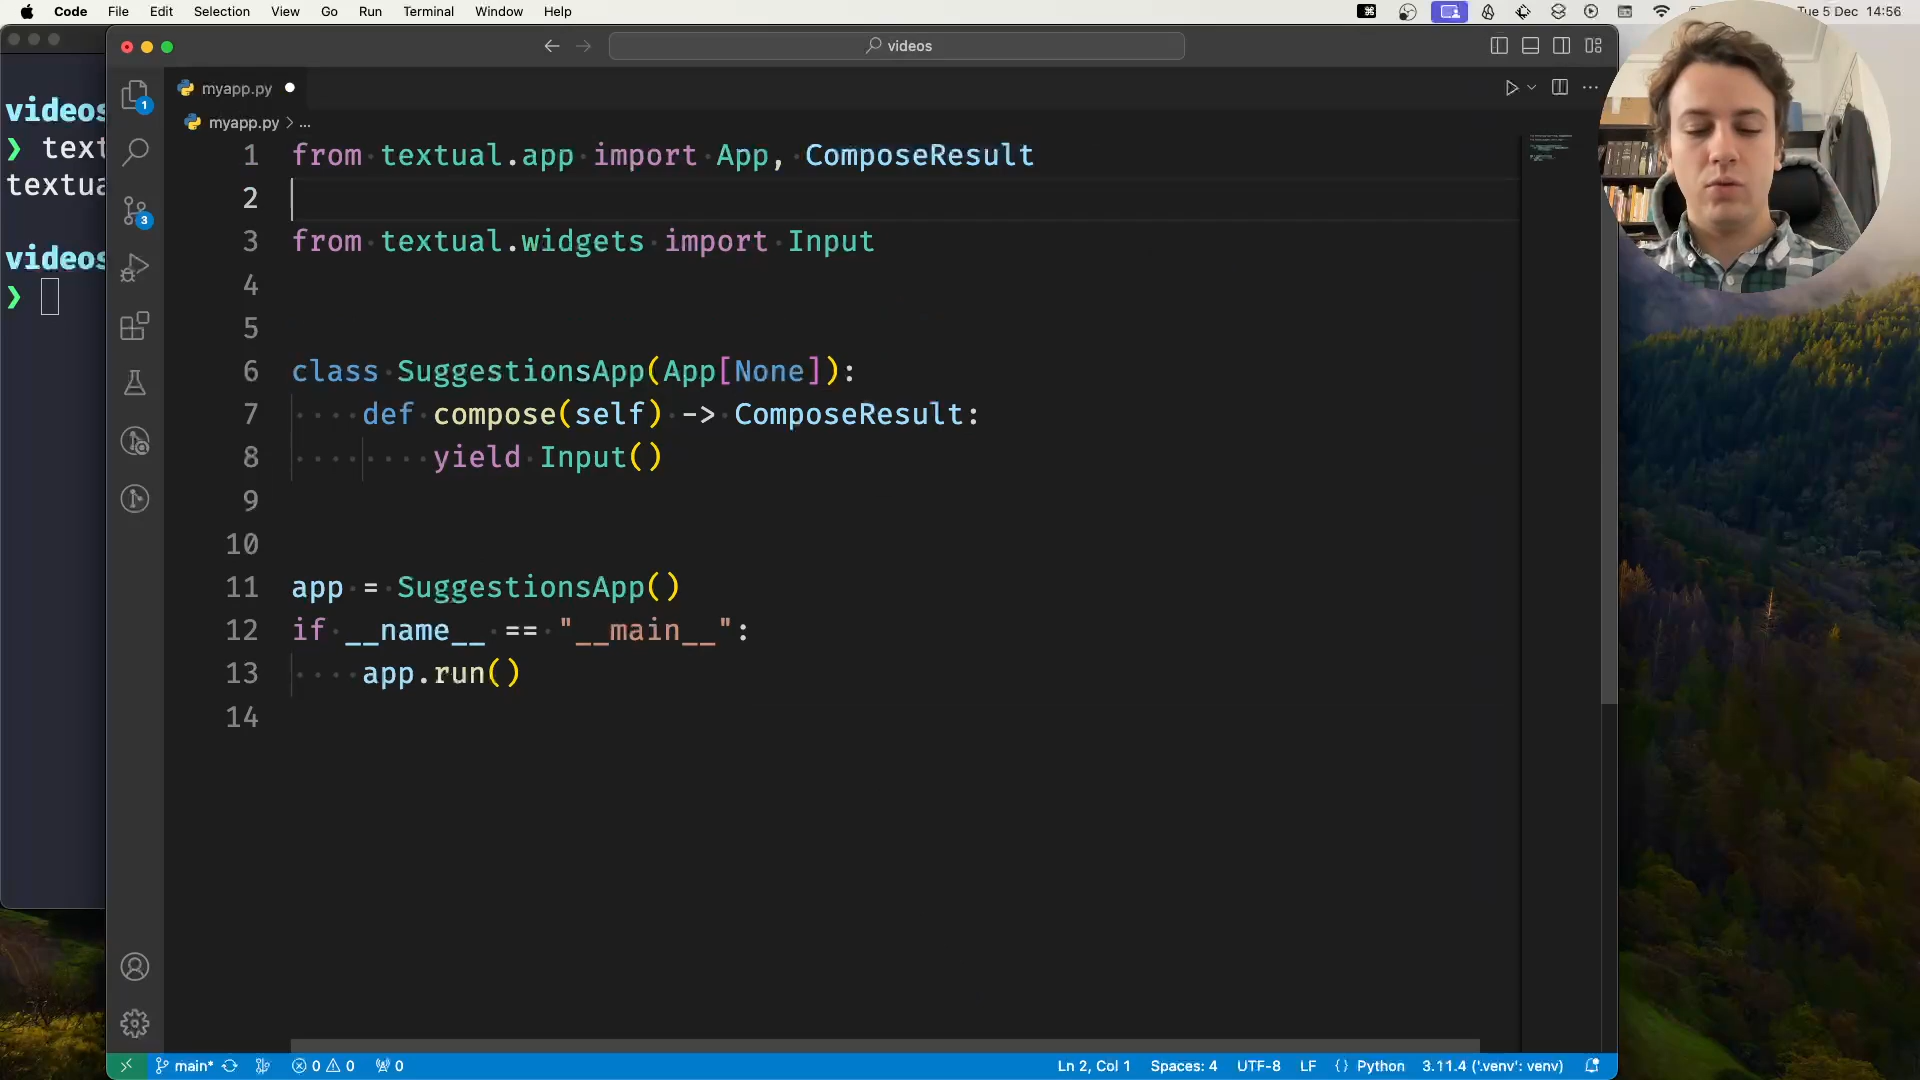 Code File Edit Selection View Go Run Terminal Window Help
Tue 5 Dec 14:56
videos
myapp.py
myapp.py > ...
videos
❯ text
textua
videos
❯
1
3
1 from textual.app import App, ComposeResult
2
3 from textual.widgets import Input
4
5
6 class SuggestionsApp(App[None]):
7 def compose(self) -> ComposeResult:
8 yield Input()
9
10
11 app = SuggestionsApp()
12 if __name__ == "__main__":
13 app.run()
14
main* 0 0 0 Ln 2, Col 1 Spaces: 4 UTF-8 LF {} Python 3.11.4 ('.venv': venv)